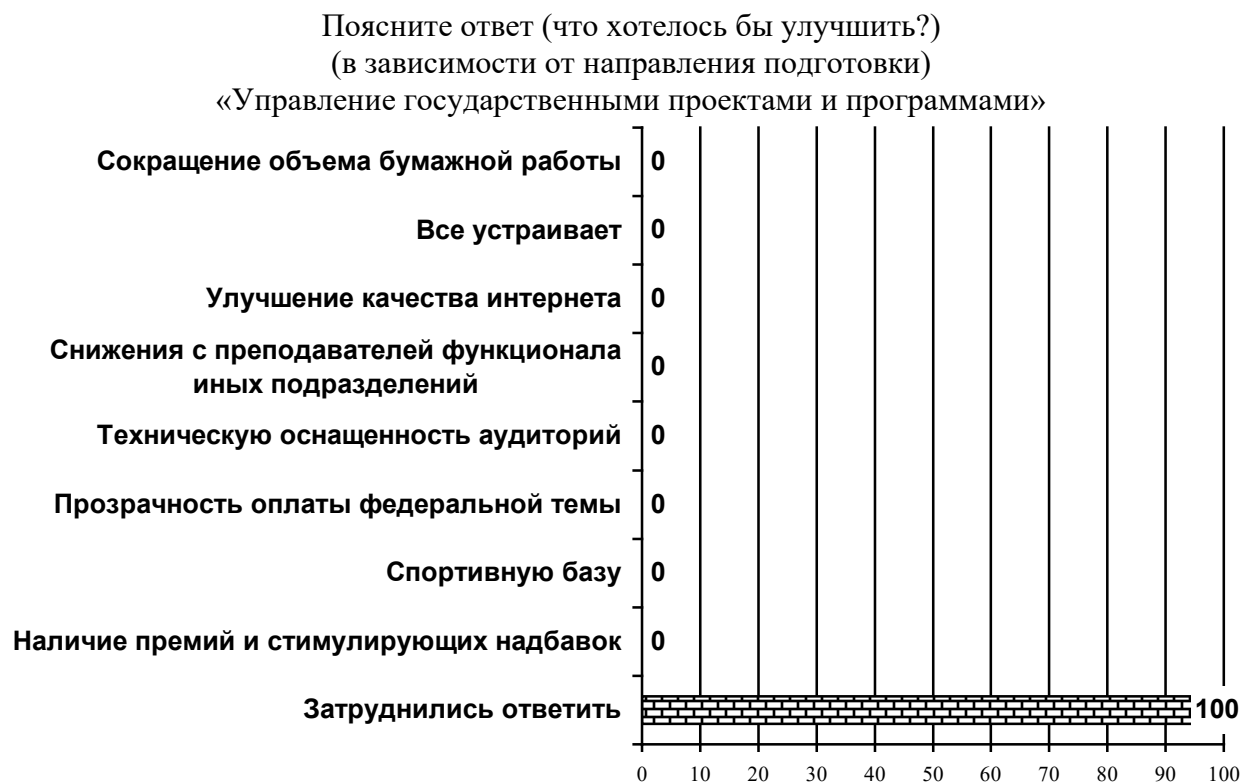 Поясните ответ (что хотелось бы улучшить?)
(в зависимости от направления подготовки)
«Управление государственными проектами и программами»
Сокращение объема бумажной работы 0
Все устраивает 0
Улучшение качества интернета 0
Снижения с преподавателей функционала
иных подразделений 0
Техническую оснащенность аудиторий 0
Прозрачность оплаты федеральной темы 0
Спортивную базу 0
Наличие премий и стимулирующих надбавок 0
Затруднились ответить 100
0 10 20 30 40 50 60 70 80 90 100